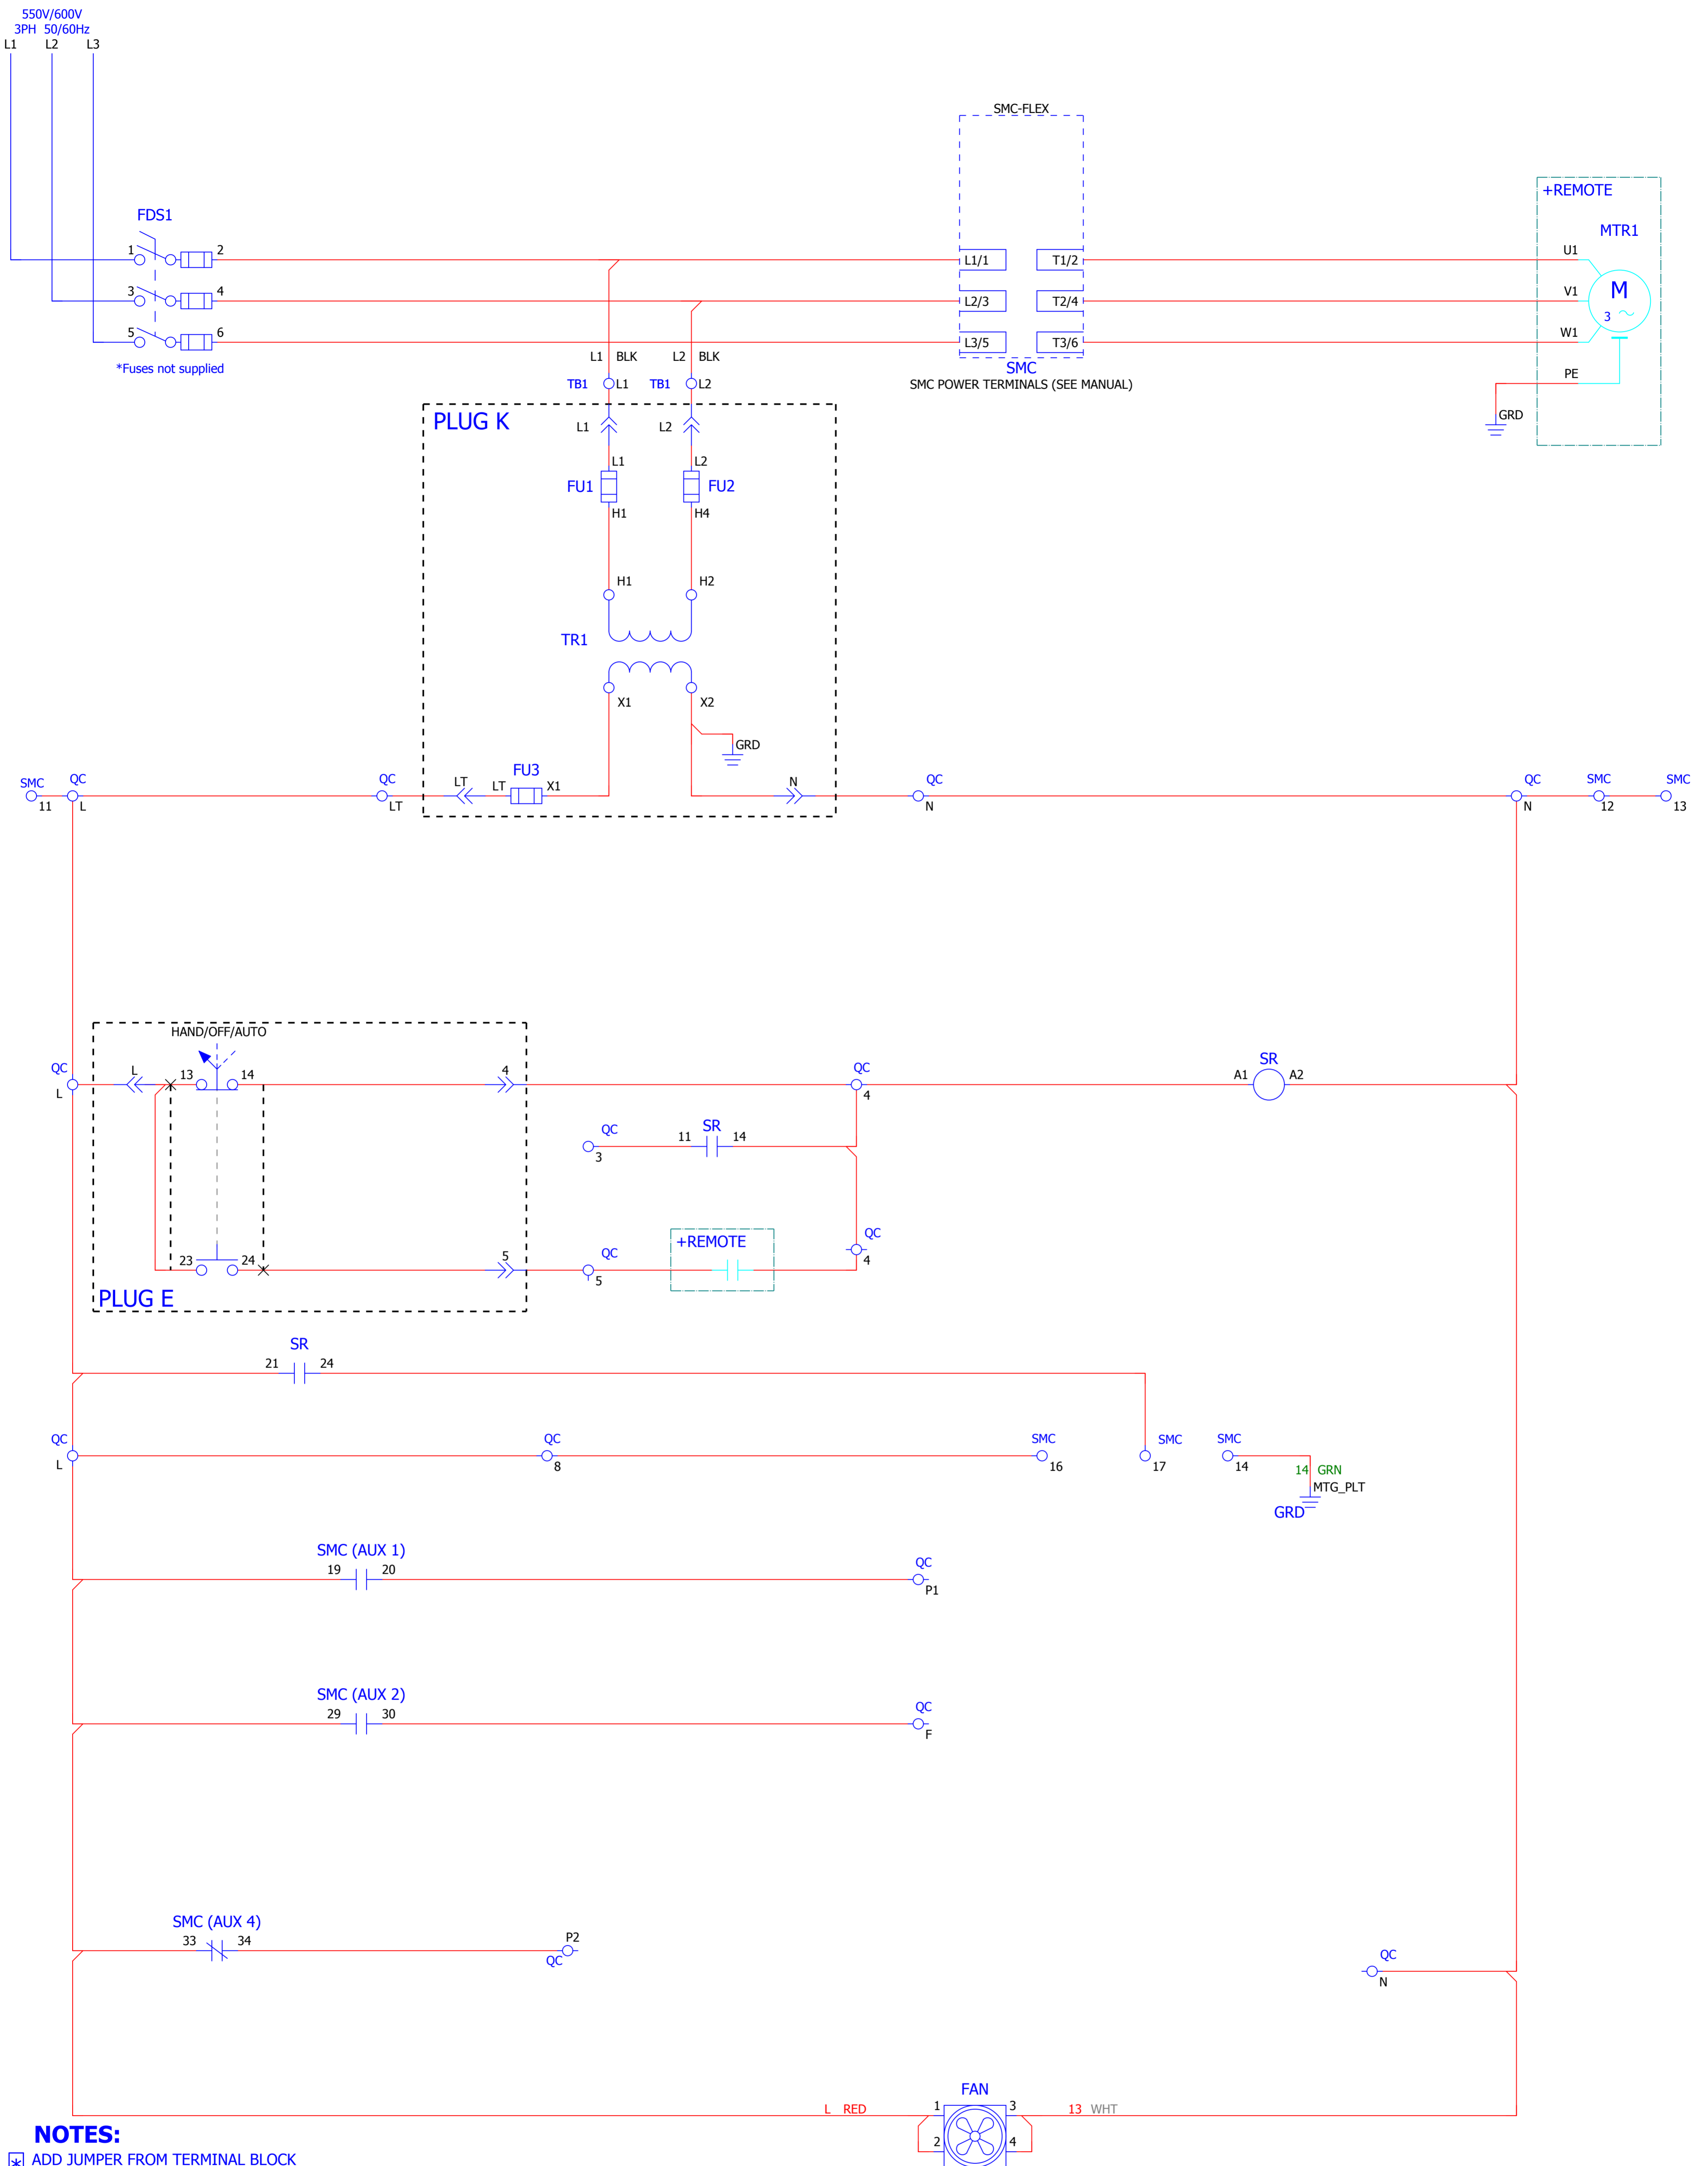 550V/600V
3PH 50/60Hz
L1 L2 L3
SMC-FLEX
+REMOTE
FDS1
MTR1
1 2 L1/1 T1/2 U1
3 4 L2/3 T2/4 V1 M
3
5 6 L3/5 T3/6 W1
*Fuses not supplied
L1 BLK L2 BLK
SMC
SMC POWER TERMINALS (SEE MANUAL)
PE
TB1 L1 TB1 L2
GRD
PLUG K
L1 L2
L1 L2
FU1 FU2
H1 H4
H1 H2
TR1
X1 X2
GRD
SMC QC QC LT LT FU3 X1 N QC QC SMC SMC
11 L LT N N 12 13
HAND/OFF/AUTO
QC L 13 14 4 QC A1 SR A2
L 4
QC 11 SR 14
3
+REMOTE QC
23 24 5 QC 4
5
PLUG E
SR
21 24
QC QC SMC SMC SMC
L 8 16 17 14
14 GRN
MTG_PLT
GRD
SMC (AUX 1)
19 20 QC
P1
SMC (AUX 2)
29 30 QC
F
SMC (AUX 4)
33 34 P2
QC
QC
N
FAN
L RED 1 3 13 WHT
2 4
NOTES:
* ADD JUMPER FROM TERMINAL BLOCK